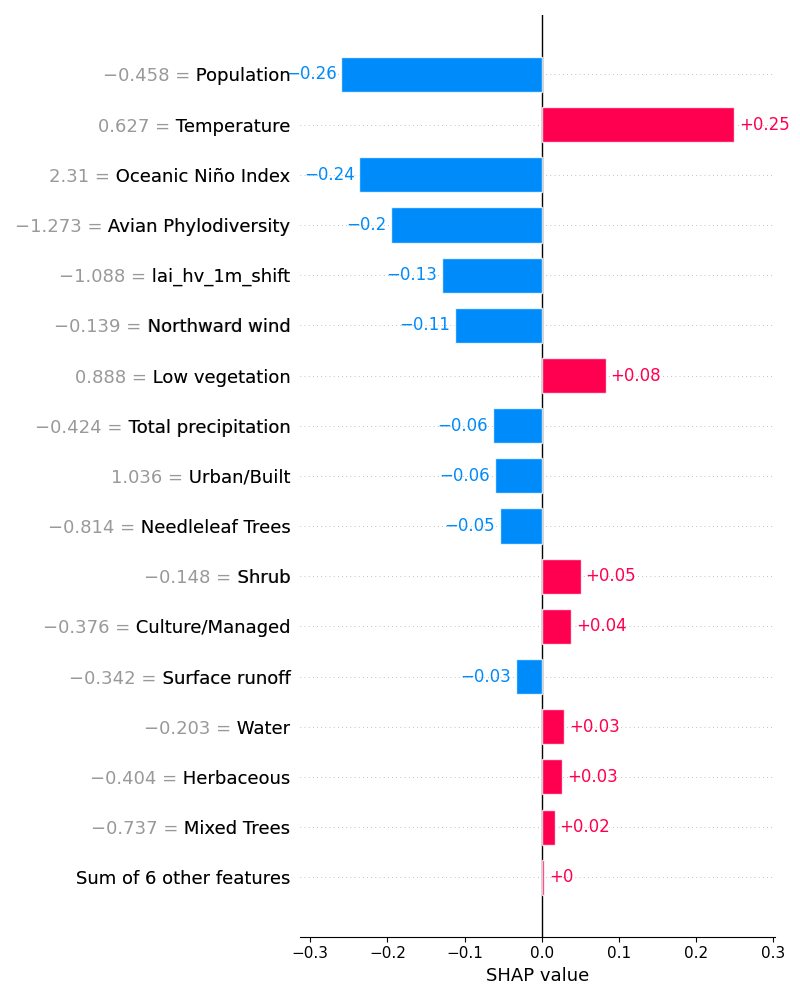 −0.458 = Population −0.26
0.627 = Temperature +0.25
2.31 = Oceanic Niño Index −0.24
−1.273 = Avian Phylodiversity −0.2
−1.088 = lai_hv_1m_shift −0.13
−0.139 = Northward wind −0.11
0.888 = Low vegetation +0.08
−0.424 = Total precipitation −0.06
1.036 = Urban/Built −0.06
−0.814 = Needleleaf Trees −0.05
−0.148 = Shrub +0.05
−0.376 = Culture/Managed +0.04
−0.342 = Surface runoff −0.03
−0.203 = Water +0.03
−0.404 = Herbaceous +0.03
−0.737 = Mixed Trees +0.02
Sum of 6 other features +0
−0.3 −0.2 −0.1 0.0 0.1 0.2 0.3
SHAP value